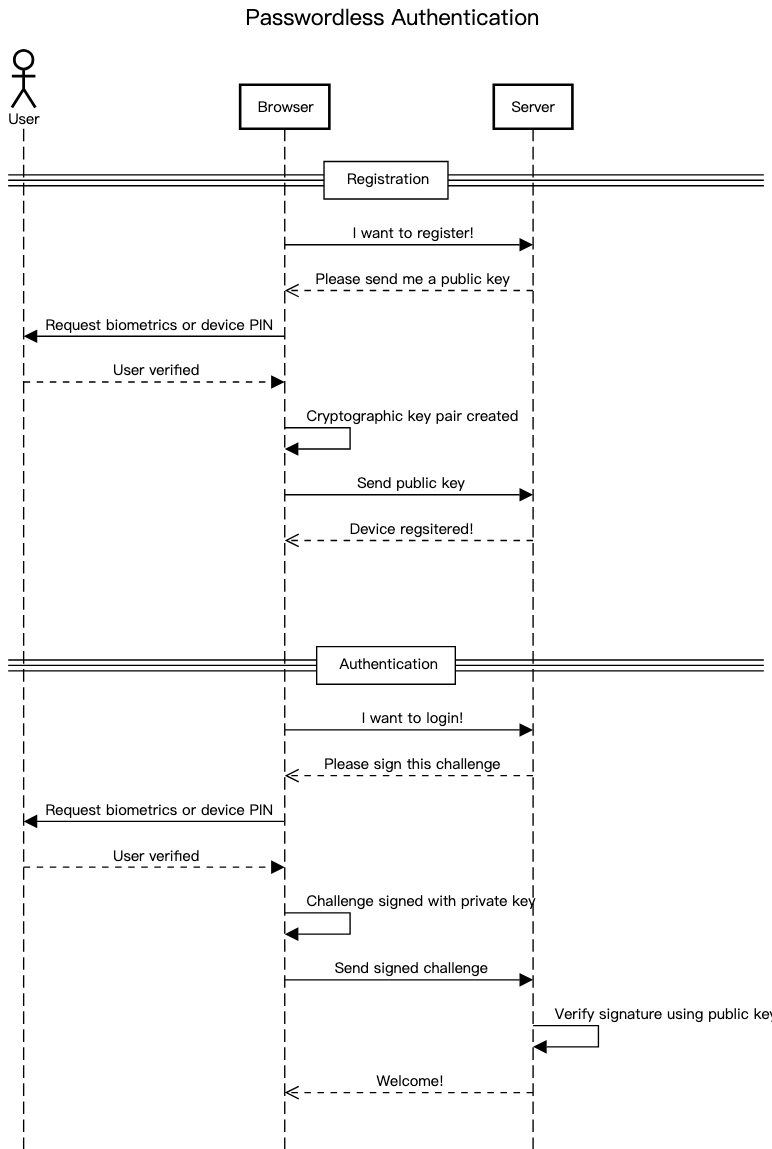 Passwordless Authentication
User
Browser
Server
Registration
I want to register!
Please send me a public key
Request biometrics or device PIN
User verified
Cryptographic key pair created
Send public key
Device regsitered!
Authentication
I want to login!
Please sign this challenge
Request biometrics or device PIN
User verified
Challenge signed with private key
Send signed challenge
Verify signature using public key
Welcome!